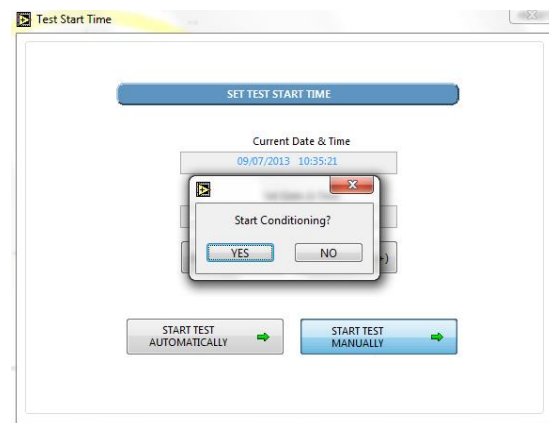 Test Start Time
SET TEST START TIME
Current Date & Time
09/07/2013 10:35:21
Start Conditioning?
YES NO
)
START TEST
AUTOMATICALLY
START TEST
MANUALLY